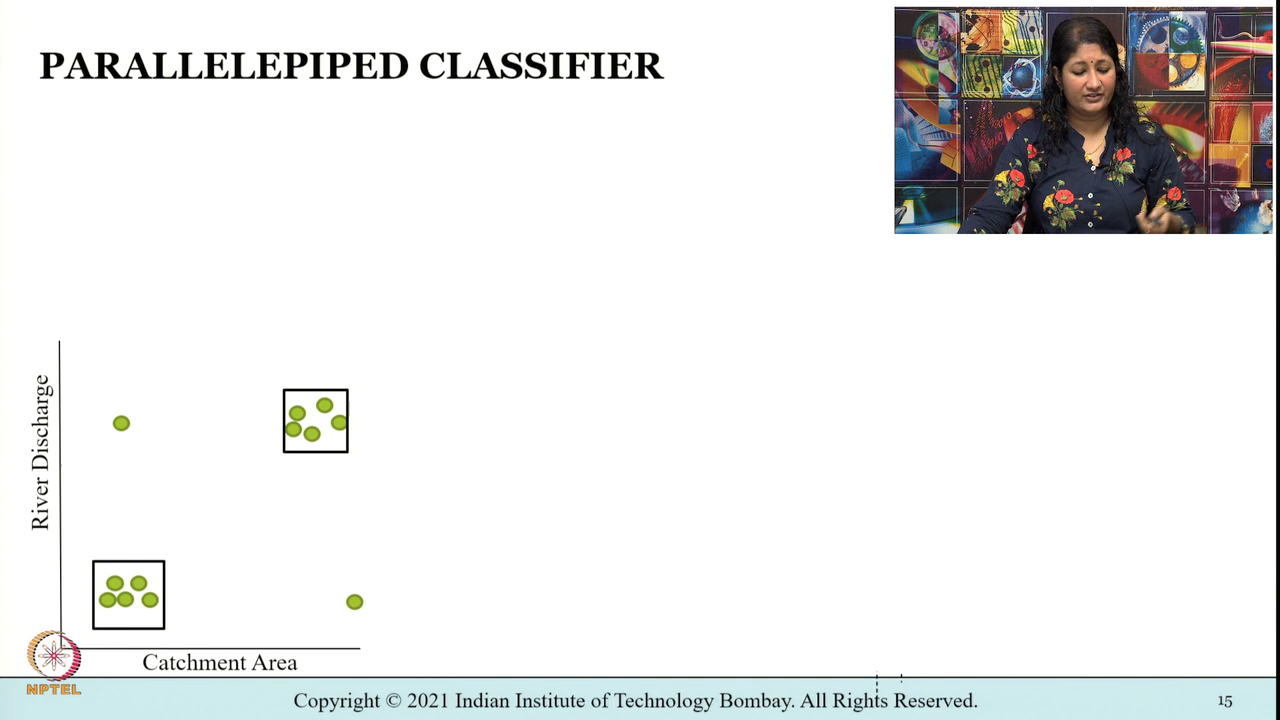 PARALLELEPIPED CLASSIFIER
River Discharge
Catchment Area
NPTEL
Copyright © 2021 Indian Institute of Technology Bombay. All Rights Reserved.
15